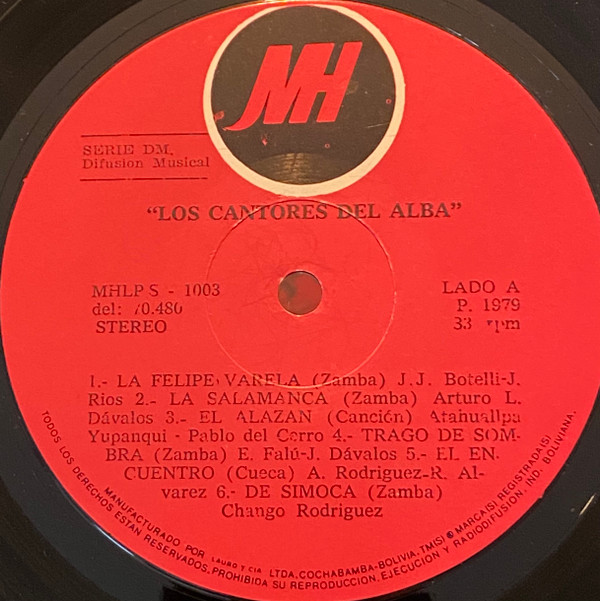 MH
SERIE DM,
Difusion Musical
"LOS CANTORES DEL ALBA"
MHLP S - 1003
del: 70.480
STEREO
LADO A
P. 1979
33 rpm
1.- LA FELIPE VARELA (Zamba) J.J. Botelli-J.
Rios 2.- LA SALAMANCA (Zamba) Arturo L.
Dávalos 3.- EL ALAZAN (Canción) Atahuallpa
Yupanqui - Pablo del Cerro 4.- TRAGO DE SOM-
BRA (Zamba) E. Falú-J. Dávalos 5.- EL EN-
CUENTRO (Cueca) A. Rodriguez-R. Al-
varez 6.- DE SIMOCA (Zamba)
Chango Rodriguez
TODOS LOS DERECHOS ESTÁN RESERVADOS. PROHIBIDA SU REPRODUCCION, EJECUCION Y RADIODIFUSION. IND. BOLIVIANA.
MANUFACTURADO POR LAURO Y CIA LTDA, COCHABAMBA-BOLIVIA. TM(S) ® MARCA(S) REGISTRADA(S)